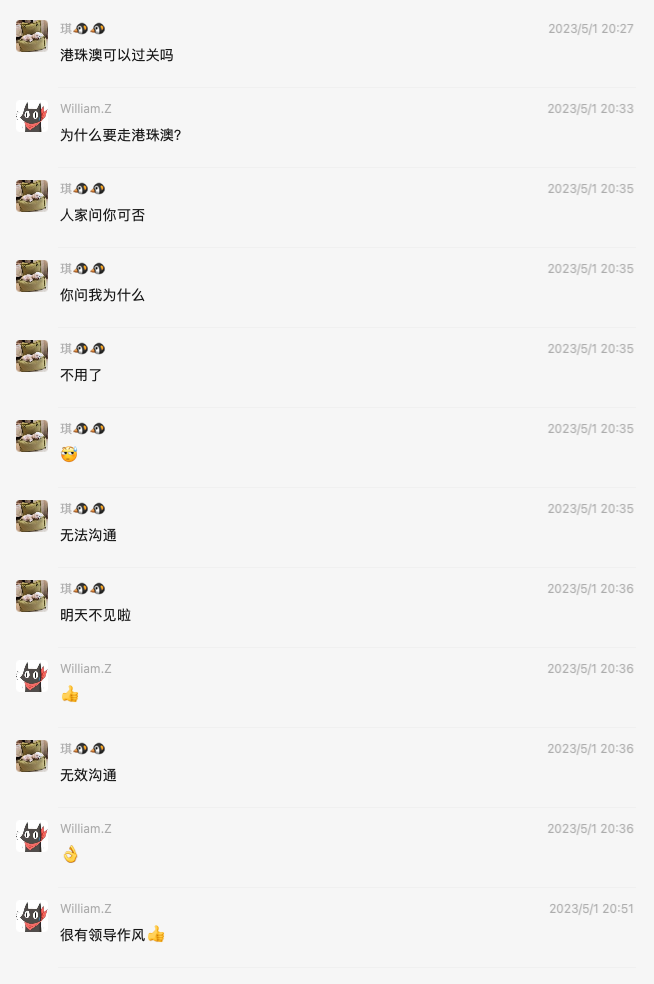 琪🐧🐧 2023/5/1 20:27
港珠澳可以过关吗
William.Z 2023/5/1 20:33
为什么要走港珠澳?
琪🐧🐧 2023/5/1 20:35
人家问你可否
琪🐧🐧 2023/5/1 20:35
你问我为什么
琪🐧🐧 2023/5/1 20:35
不用了
琪🐧🐧 2023/5/1 20:35
琪🐧🐧 2023/5/1 20:35
无法沟通
琪🐧🐧 2023/5/1 20:36
明天不见啦
William.Z 2023/5/1 20:36
👍
琪🐧🐧 2023/5/1 20:36
无效沟通
William.Z 2023/5/1 20:36
👌
William.Z 2023/5/1 20:51
很有领导作风👍